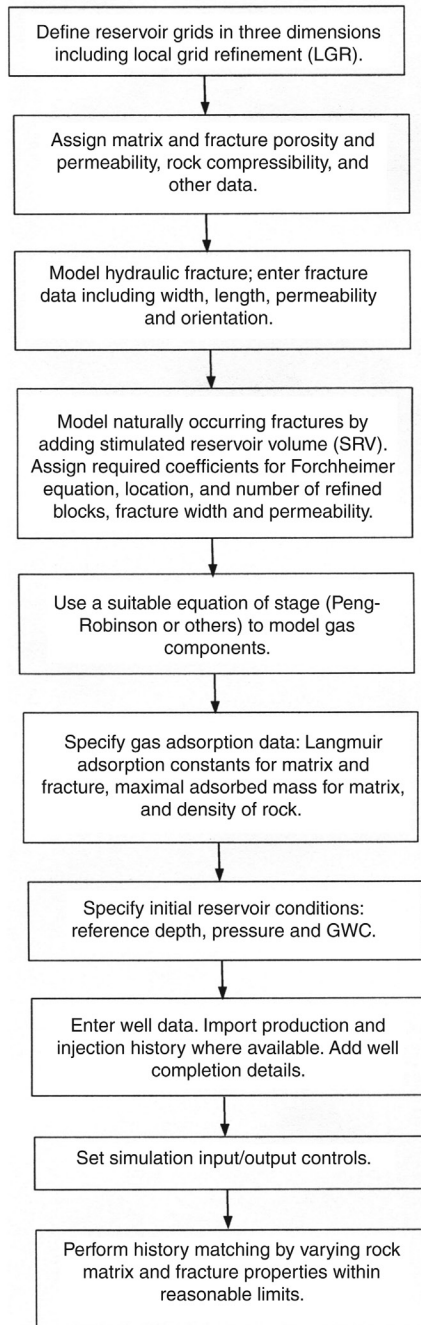 Define reservoir grids in three dimensions
including local grid refinement (LGR).
Assign matrix and fracture porosity and
permeability, rock compressibility, and
other data.
Model hydraulic fracture; enter fracture
data including width, length, permeability
and orientation.
Model naturally occurring fractures by
adding stimulated reservoir volume (SRV).
Assign required coefficients for Forchheimer
equation, location, and number of refined
blocks, fracture width and permeability.
Use a suitable equation of stage (Peng-
Robinson or others) to model gas
components.
Specify gas adsorption data: Langmuir
adsorption constants for matrix and
fracture, maximal adsorbed mass for matrix,
and density of rock.
Specify initial reservoir conditions:
reference depth, pressure and GWC.
Enter well data. Import production and
injection history where available. Add well
completion details.
Set simulation input/output controls.
Perform history matching by varying rock
matrix and fracture properties within
reasonable limits.